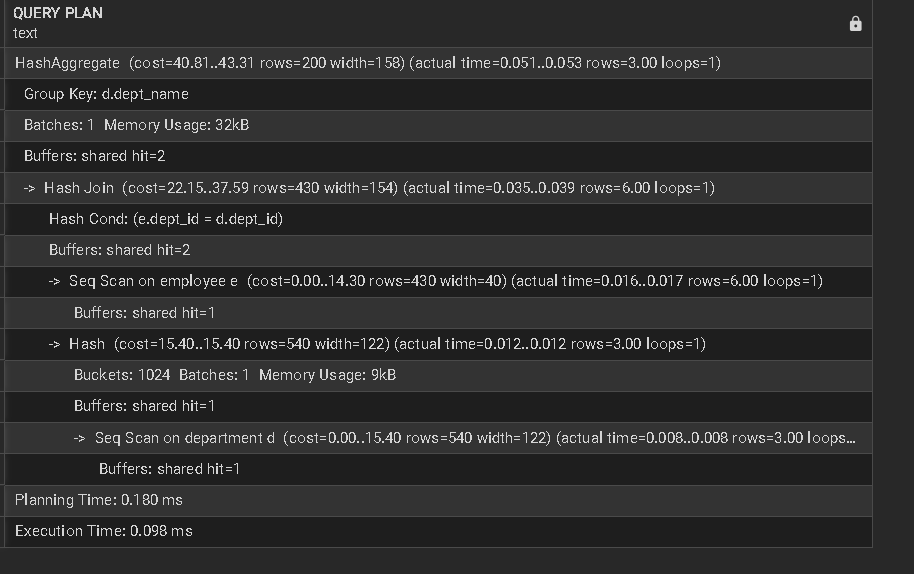 QUERY PLAN
text
HashAggregate (cost=40.81..43.31 rows=200 width=158) (actual time=0.051..0.053 rows=3.00 loops=1)
Group Key: d.dept_name
Batches: 1 Memory Usage: 32kB
Buffers: shared hit=2
-> Hash Join (cost=22.15..37.59 rows=430 width=154) (actual time=0.035..0.039 rows=6.00 loops=1)
Hash Cond: (e.dept_id = d.dept_id)
Buffers: shared hit=2
-> Seq Scan on employee e (cost=0.00..14.30 rows=430 width=40) (actual time=0.016..0.017 rows=6.00 loops=1)
Buffers: shared hit=1
-> Hash (cost=15.40..15.40 rows=540 width=122) (actual time=0.012..0.012 rows=3.00 loops=1)
Buckets: 1024 Batches: 1 Memory Usage: 9kB
Buffers: shared hit=1
-> Seq Scan on department d (cost=0.00..15.40 rows=540 width=122) (actual time=0.008..0.008 rows=3.00 loops...
Buffers: shared hit=1
Planning Time: 0.180 ms
Execution Time: 0.098 ms